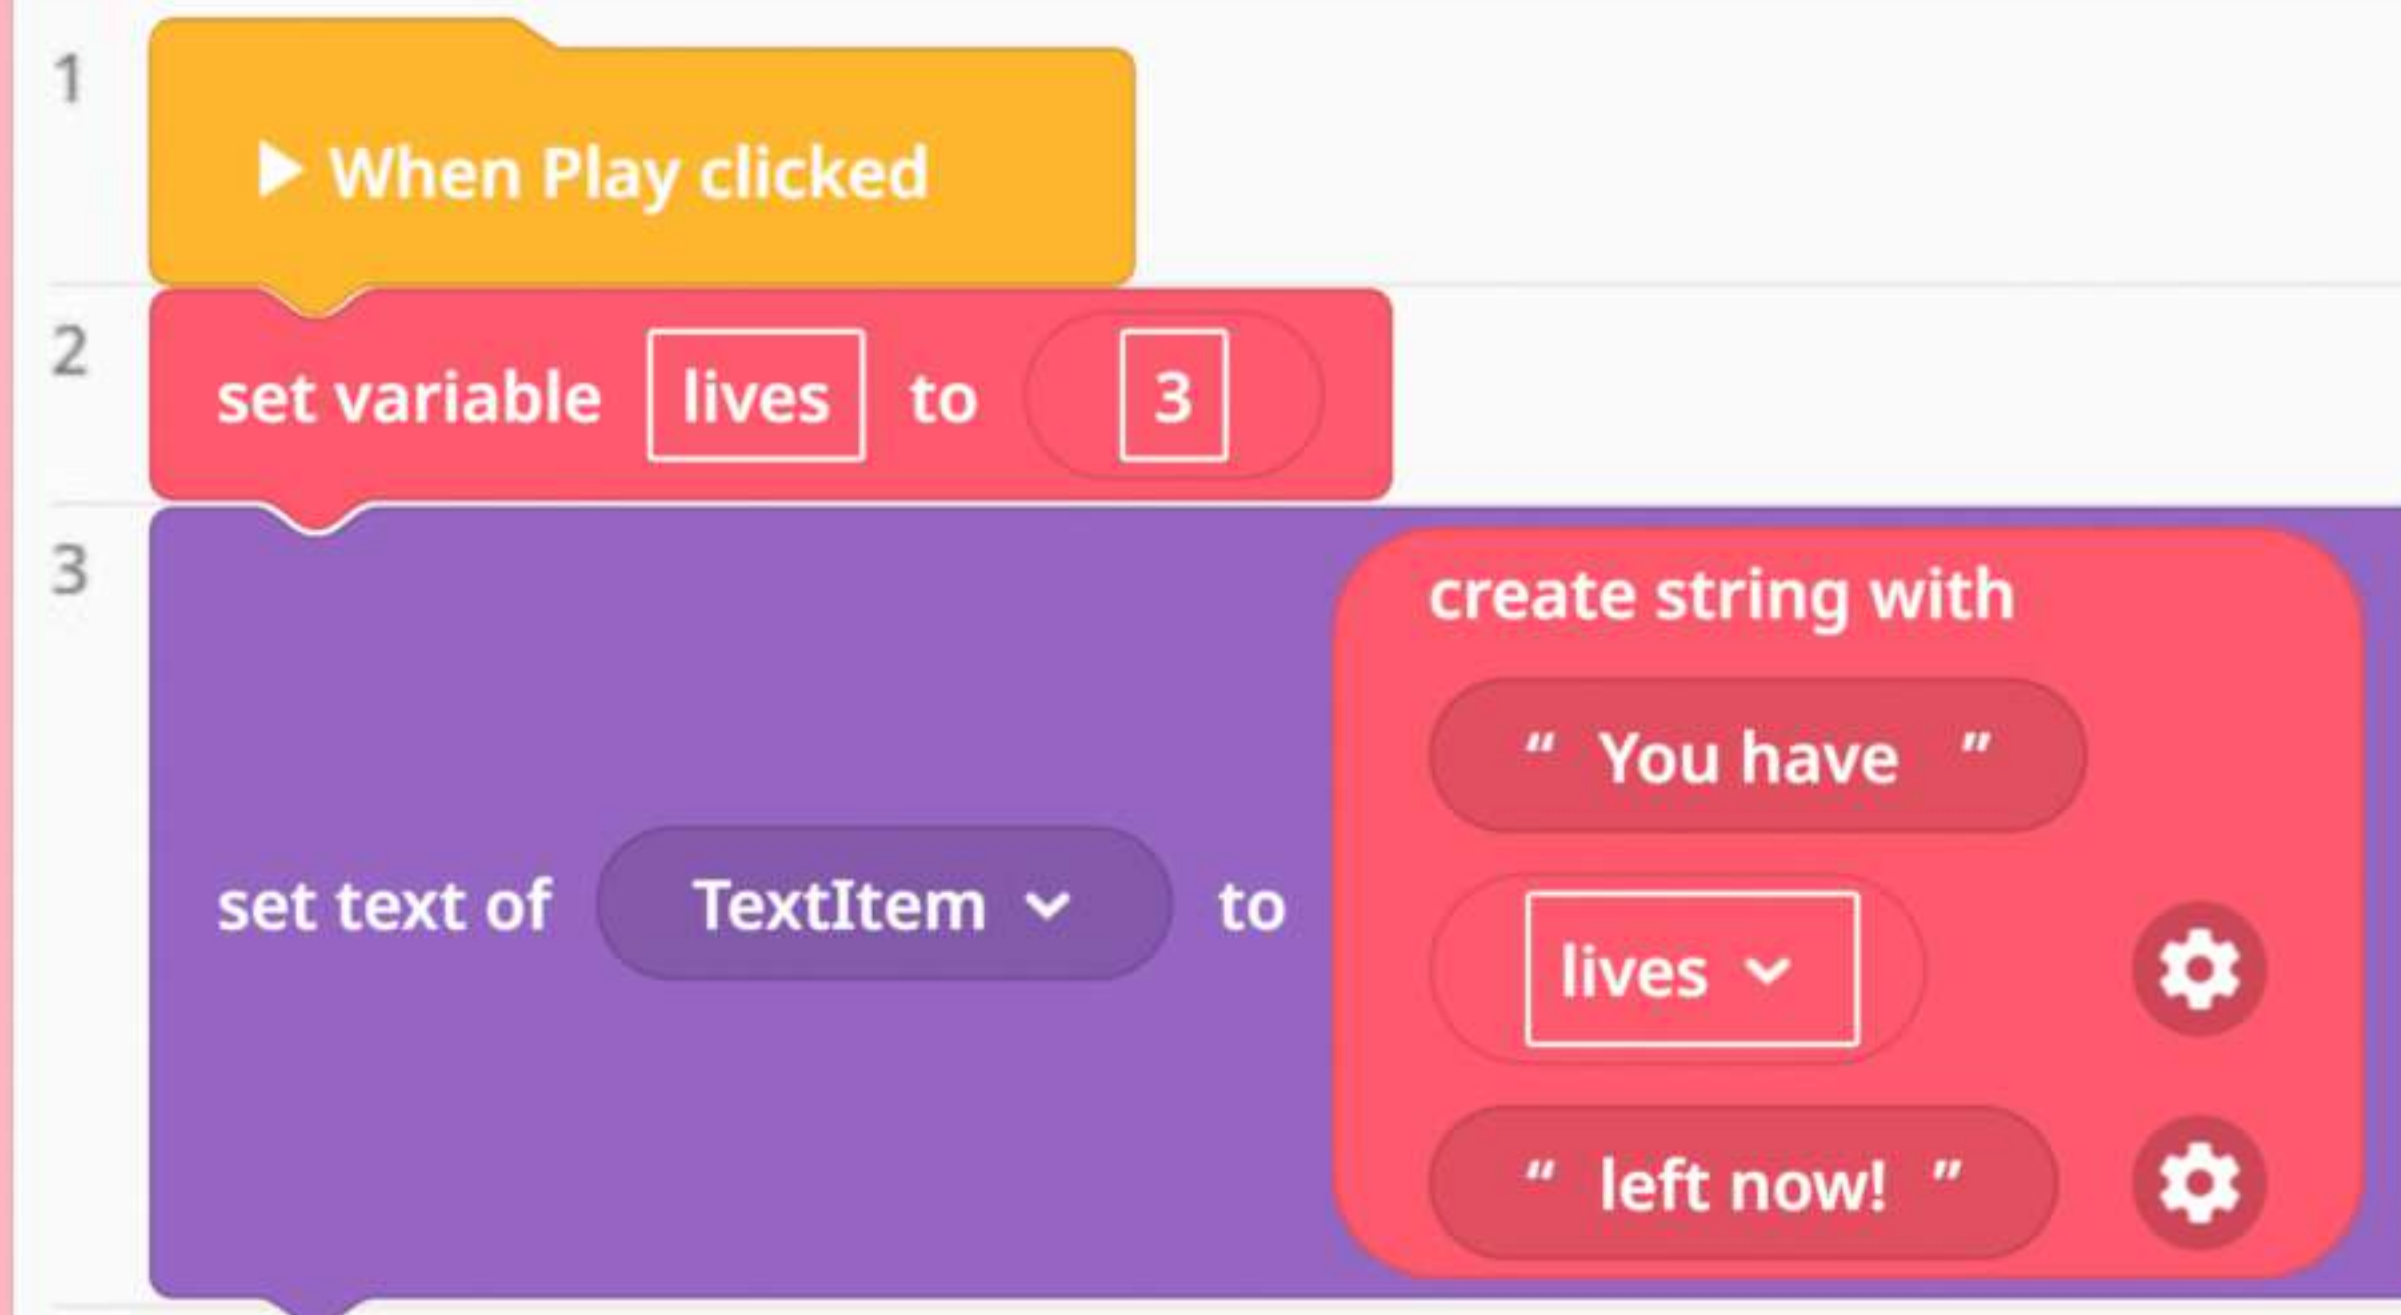 1
When Play clicked
2
set variable lives to 3
3
create string with
“ You have ”
set text of TextItem to
lives
“ left now! ”